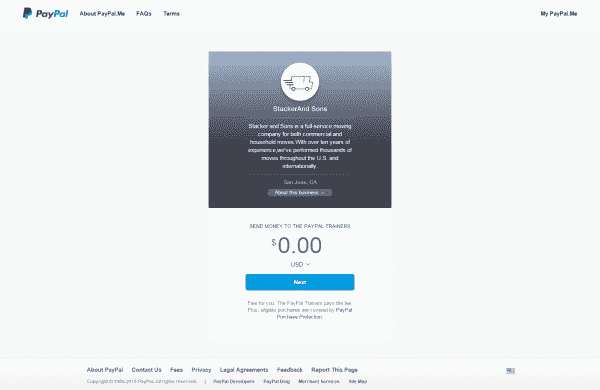 PayPal About PayPal.Me FAQs Terms My PayPal.Me
StackerAnd Sons
Stacker and Sons is a full-service moving
company for both commercial and
household moves.With over ten years of
experience,we've performed thousands of
moves throughout the U.S. and
internationally.
San Jose, CA
About this business
SEND MONEY TO THE PAYPAL TRAINERS
$0.00
USD
Next
Free for you. The PayPal Trainers pays the fee.
Plus, eligible purchases are covered by PayPal
Purchase Protection
About PayPal Contact Us Fees Privacy Legal Agreements Feedback Report This Page
Copyright © 1999-2015 PayPal. All rights reserved. | PayPal Developers PayPal Blog Merchant Services Site Map